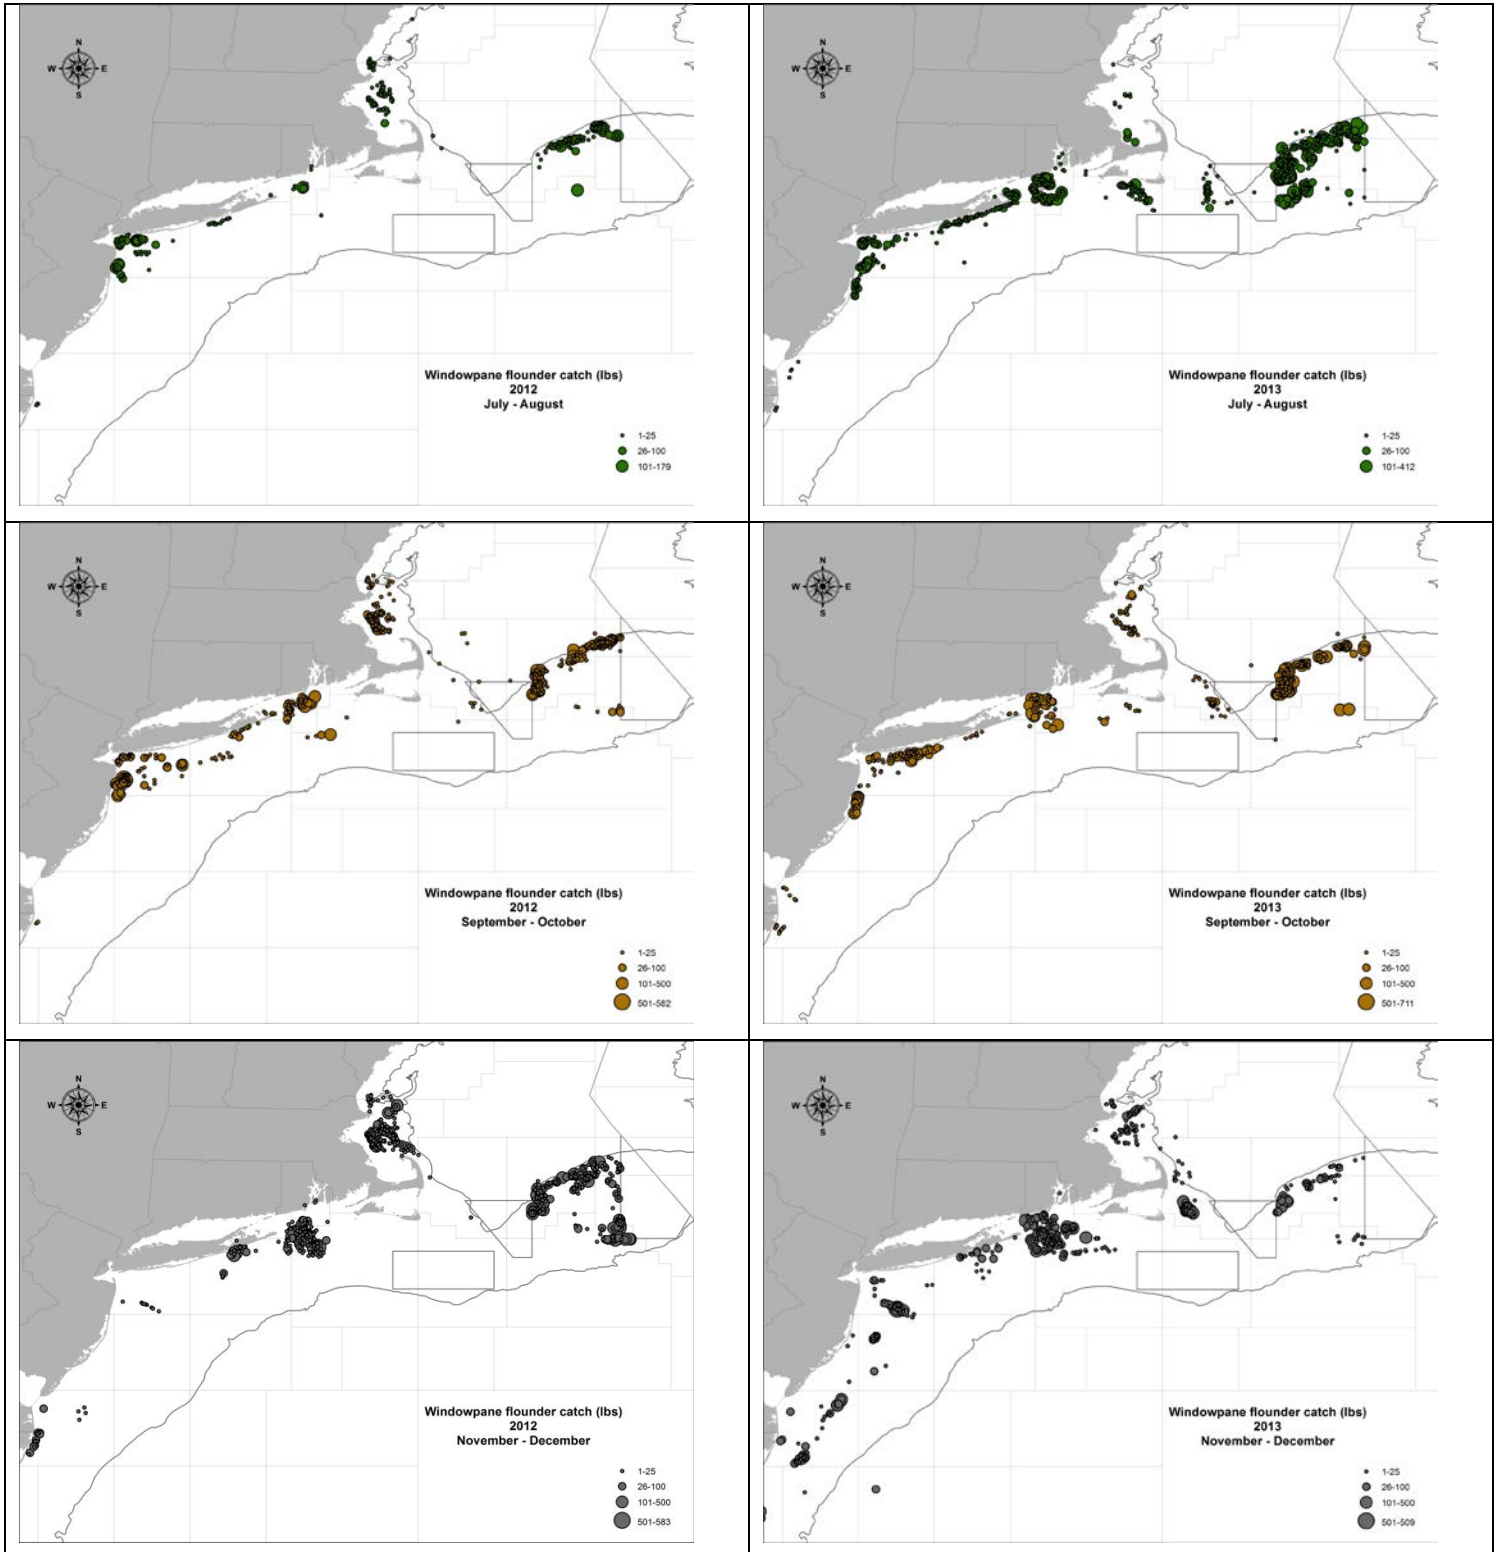 N
W E
S
Windowpane flounder catch (lbs)
2012
July - August
1-25
26-100
101-179
N
W E
S
Windowpane flounder catch (lbs)
2013
July - August
1-25
26-100
101-412
N
W E
S
Windowpane flounder catch (lbs)
2012
September - October
1-25
26-100
101-500
501-582
N
W E
S
Windowpane flounder catch (lbs)
2013
September - October
1-25
26-100
101-500
501-711
N
W E
S
Windowpane flounder catch (lbs)
2012
November - December
1-25
26-100
101-500
501-583
N
W E
S
Windowpane flounder catch (lbs)
2013
November - December
1-25
26-100
101-500
501-509